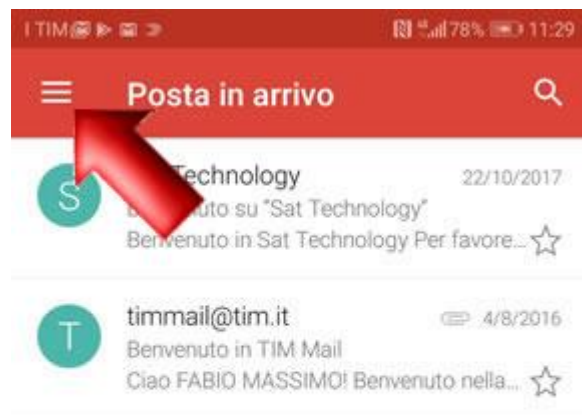 I TIM 78% 11:29
Posta in arrivo
S Technology 22/10/2017
su "Sat Technology"
Benvenuto in Sat Technology Per favore...
T timmail@tim.it 4/8/2016
Benvenuto in TIM Mail
Ciao FABIO MASSIMO! Benvenuto nella...